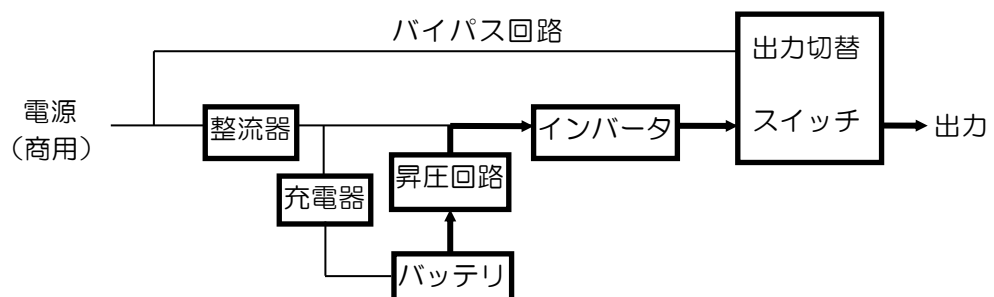 バイパス回路
出力切替
スイッチ
電源
(商用)
整流器
インバータ
出力
昇圧回路
充電器
バッテリ